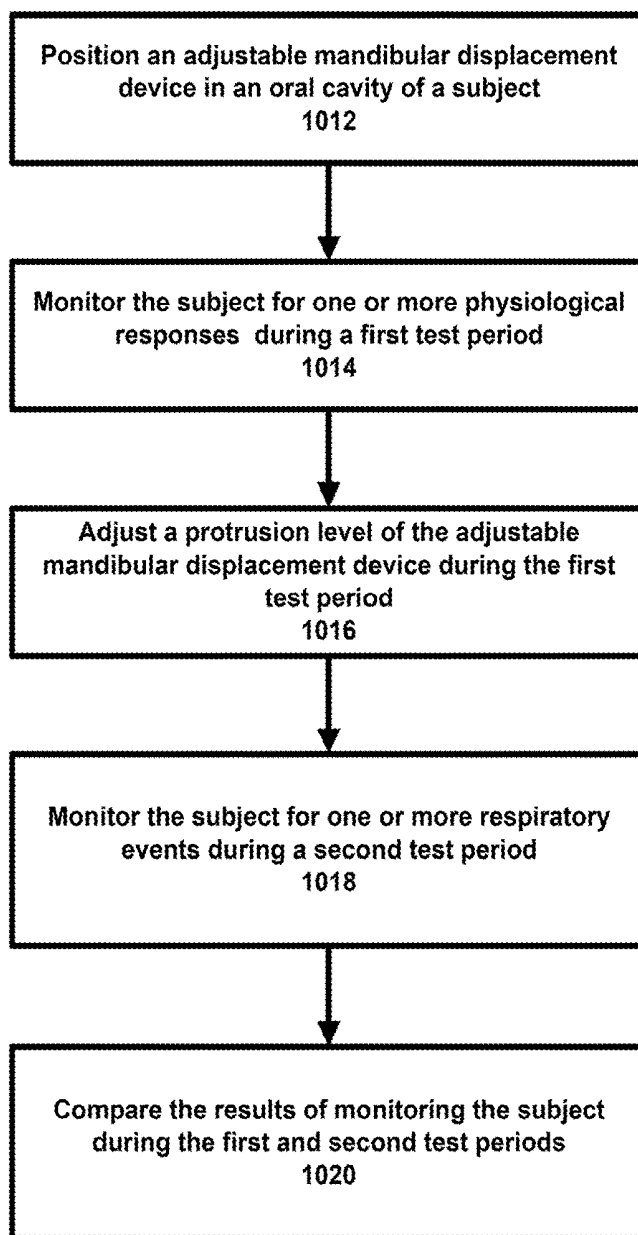 Position an adjustable mandibular displacement
device in an oral cavity of a subject
1012
Monitor the subject for one or more physiological
responses during a first test period
1014
Adjust a protrusion level of the adjustable
mandibular displacement device during the first
test period
1016
Monitor the subject for one or more respiratory
events during a second test period
1018
Compare the results of monitoring the subject
during the first and second test periods
1020